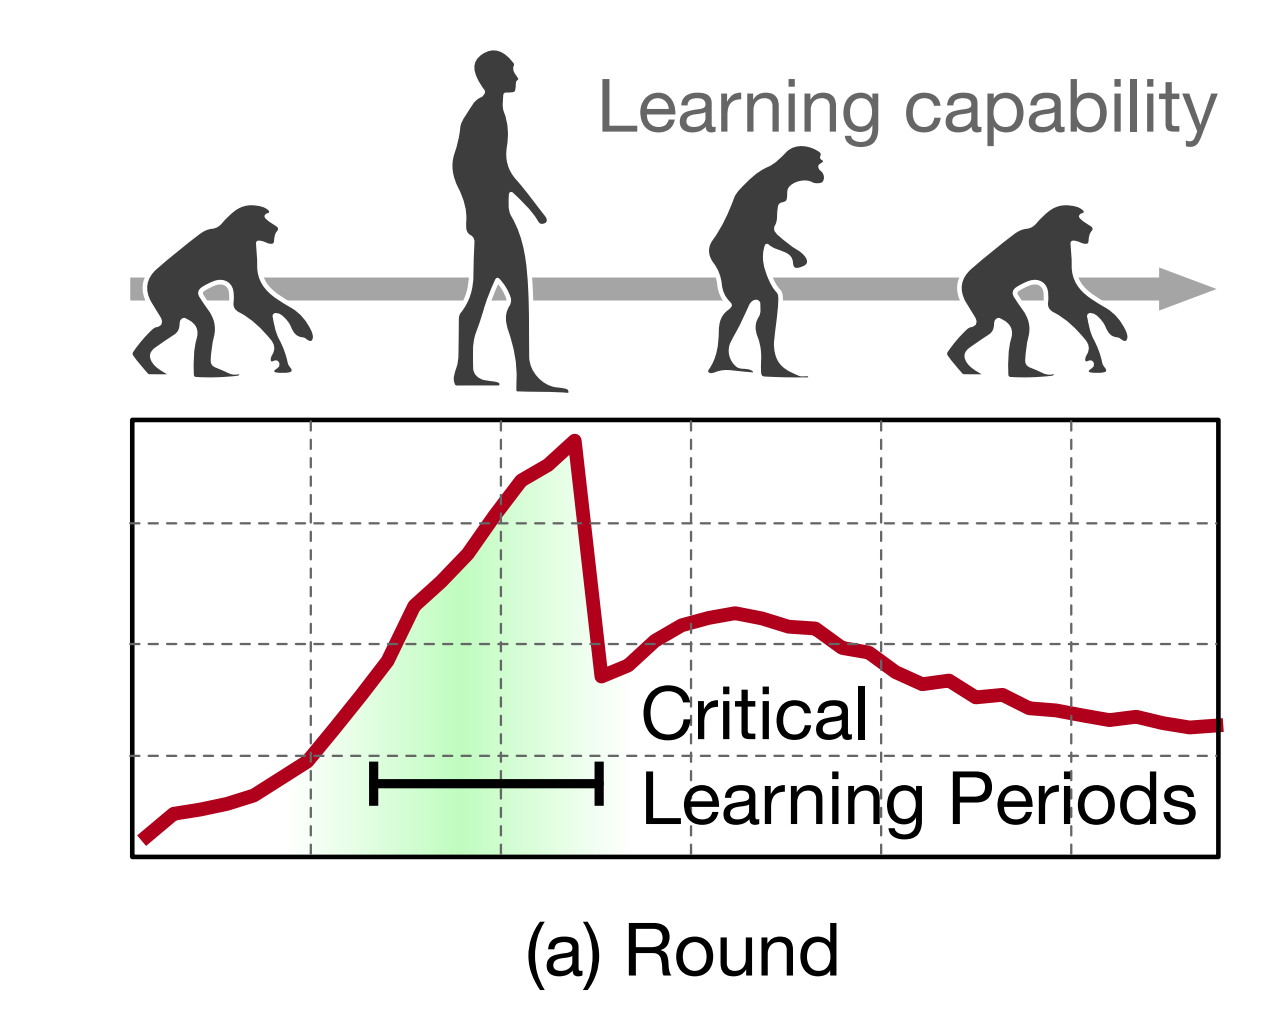 Learning capability
Critical
Learning Periods
(a) Round